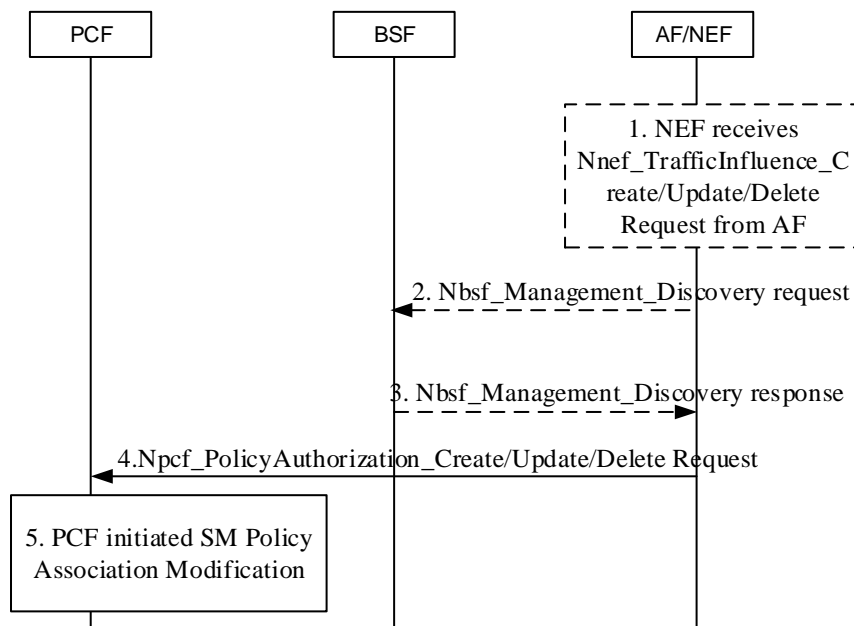 PCF
BSF
AF/NEF
1. NEF receives
Nnef_TrafficInfluence_C
reate/Update/Delete
Request from AF
2. Nbsf_Management_Discovery request
3. Nbsf_Management_Discovery response
4.Npcf_PolicyAuthorization_Create/Update/Delete Request
5. PCF initiated SM Policy
Association Modification